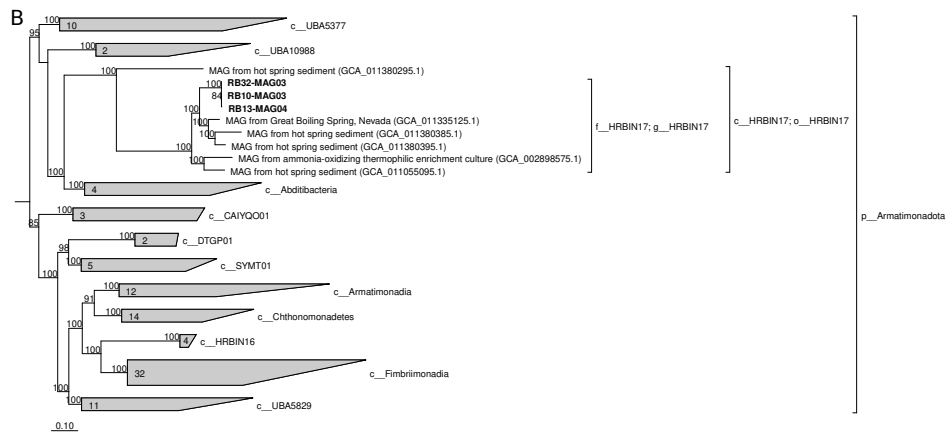 B
95
100
10
c__UBA5377
100
2
c__UBA10988
100
100
MAG from hot spring sediment (GCA_011380295.1)
100
RB32-MAG03
84
RB10-MAG03
RB13-MAG04
100
100
MAG from Great Boiling Spring, Nevada (GCA_011335125.1)
100
MAG from hot spring sediment (GCA_011380385.1)
100
MAG from hot spring sediment (GCA_011380395.1)
100
MAG from ammonia-oxidizing thermophilic enrichment culture (GCA_002898575.1)
MAG from hot spring sediment (GCA_011055095.1)
f__HRBIN17; g__HRBIN17
c__HRBIN17; o__HRBIN17
100
100
4
c__Abditibacteria
p__Armatimonadota
85
100
3
c__CAIYQO01
98
100
2
c__DTGP01
100
100
5
c__SYMT01
91
100
12
c__Armatimonadia
100
100
14
c__Chthonomonadetes
100
100
4
c__HRBIN16
100
32
c__Fimbriimonadia
100
100
11
c__UBA5829
0.10